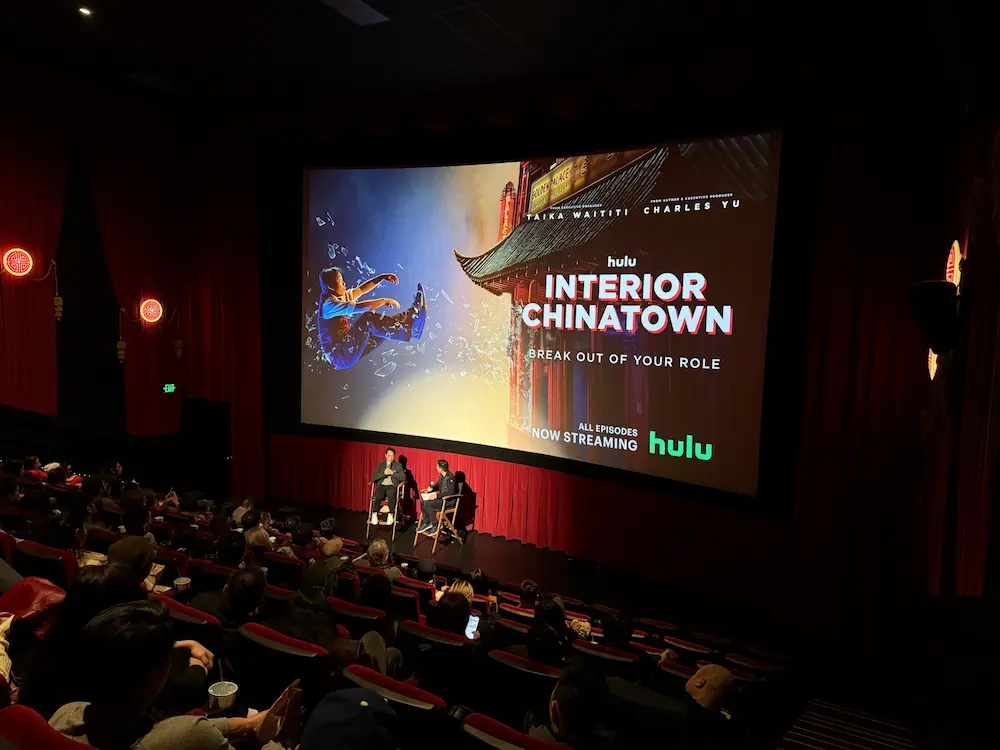 GOLDEN PALACE
FROM EXECUTIVE PRODUCER
TAIKA WAITITI
FROM AUTHOR & EXECUTIVE PRODUCER
CHARLES YU
hulu
INTERIOR
CHINATOWN
BREAK OUT OF YOUR ROLE
ALL EPISODES
NOW STREAMING
hulu
EXIT